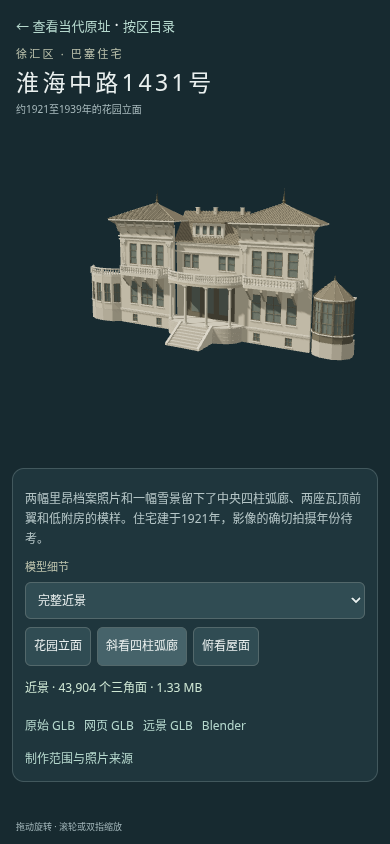 ← 查看当代原址 · 按区目录
徐汇区 · 巴塞住宅
淮海中路1431号
约1921至1939年的花园立面
两幅里昂档案照片和一幅雪景留下了中央四柱弧廊、两座瓦顶前
翼和低附房的模样。住宅建于1921年，影像的确切拍摄年份待
考。
模型细节
完整近景
花园立面 斜看四柱弧廊 俯看屋面
近景 · 43,904 个三角面 · 1.33 MB
原始 GLB 网页 GLB 远景 GLB Blender
制作范围与照片来源
拖动旋转 · 滚轮或双指缩放